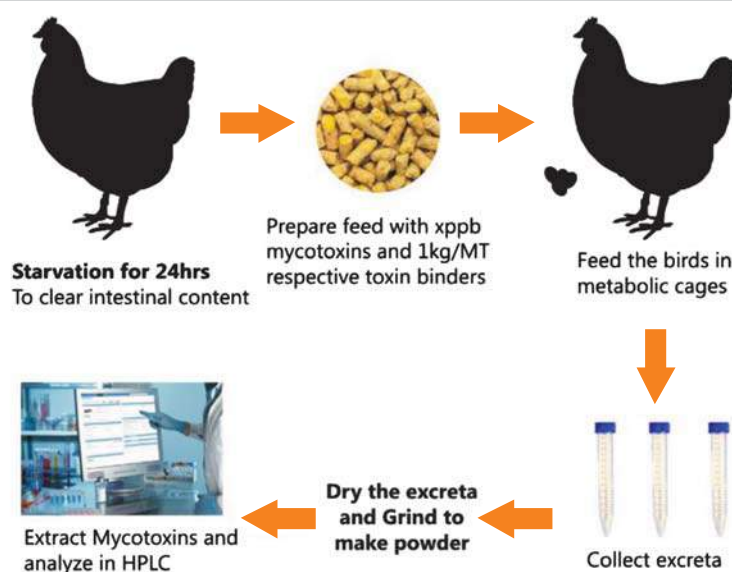 Starvation for 24hrs
To clear intestinal content
Prepare feed with xppb
mycotoxins and 1kg/MT
respective toxin binders
Feed the birds in
metabolic cages
Collect excreta
Dry the excreta
and Grind to
make powder
Extract Mycotoxins and
analyze in HPLC